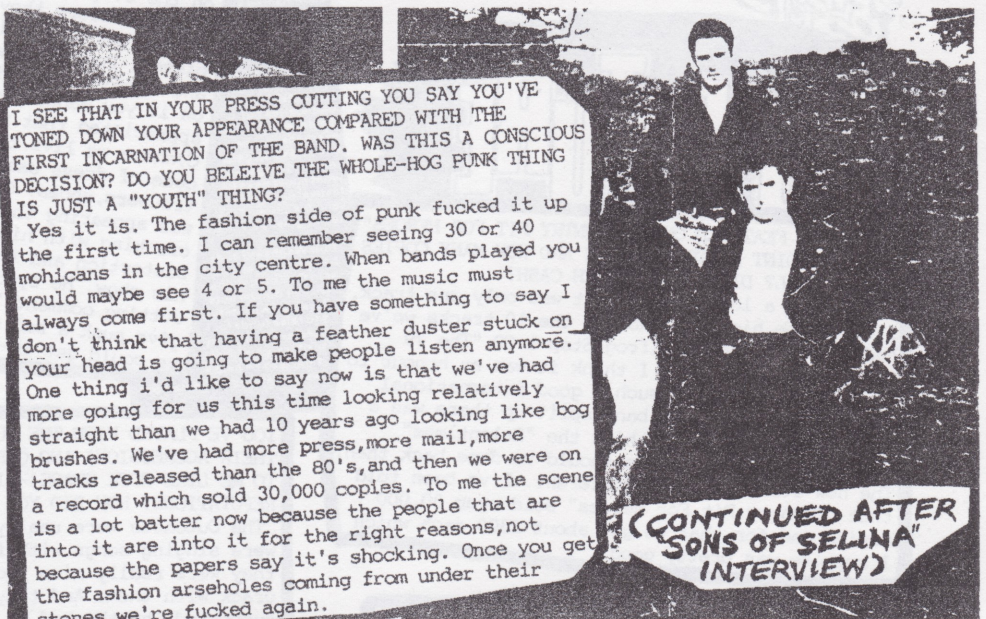 I SEE THAT IN YOUR PRESS CUTTING YOU SAY YOU'VE
TONED DOWN YOUR APPEARANCE COMPARED WITH THE
FIRST INCARNATION OF THE BAND. WAS THIS A CONSCIOUS
DECISION? DO YOU BELEIVE THE WHOLE-HOG PUNK THING
IS JUST A "YOUTH" THING?
Yes it is. The fashion side of punk fucked it up
the first time. I can remember seeing 30 or 40
mohicans in the city centre. When bands played you
would maybe see 4 or 5. To me the music must
always come first. If you have something to say I
don't think that having a feather duster stuck on
your head is going to make people listen anymore.
One thing i'd like to say now is that we've had
more going for us this time looking relatively
straight than we had 10 years ago looking like bog
brushes. We've had more press,more mail,more
tracks released than the 80's,and then we were on
a record which sold 30,000 copies. To me the scene
is a lot batter now because the people that are
into it are into it for the right reasons,not
because the papers say it's shocking. Once you get
the fashion arseholes coming from under their
stones we're fucked again.
(CONTINUED AFTER
"SONS OF SELINA"
INTERVIEW)